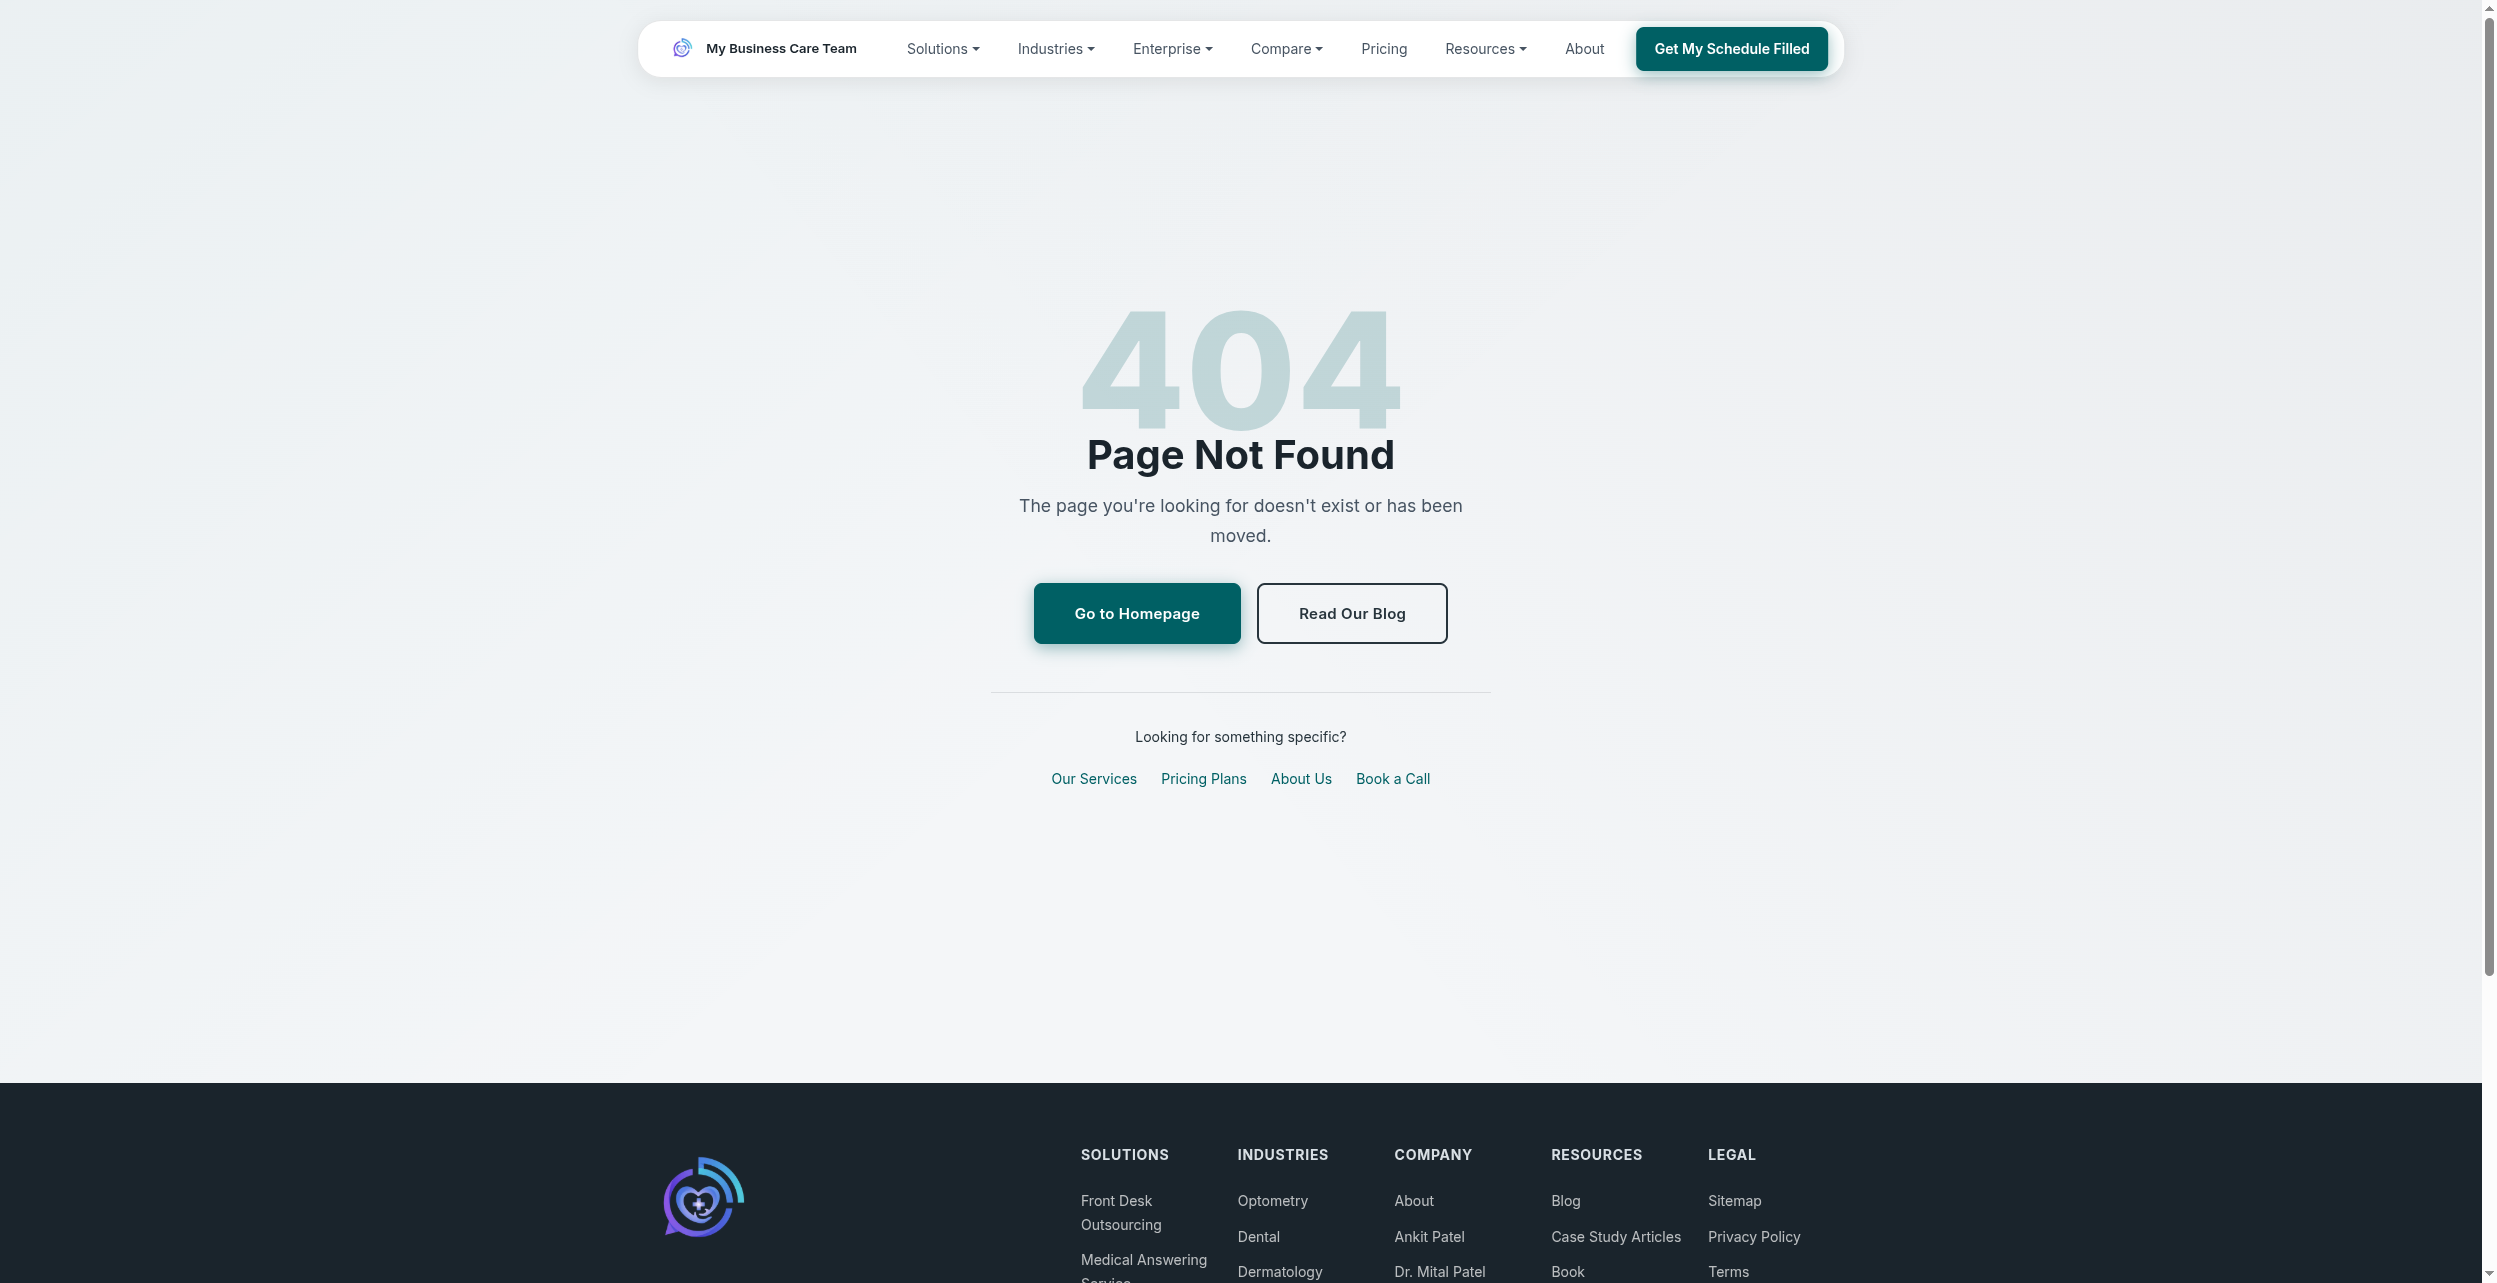 My Business Care Team
Solutions
Industries
Enterprise
Compare
Pricing
Resources
About
Get My Schedule Filled
404
Page Not Found
The page you're looking for doesn't exist or has been
moved.
Go to Homepage
Read Our Blog
Looking for something specific?
Our Services
Pricing Plans
About Us
Book a Call
SOLUTIONS
Front Desk
Outsourcing
Medical Answering
Service
INDUSTRIES
Optometry
Dental
Dermatology
COMPANY
About
Ankit Patel
Dr. Mital Patel
RESOURCES
Blog
Case Study Articles
Book
LEGAL
Sitemap
Privacy Policy
Terms